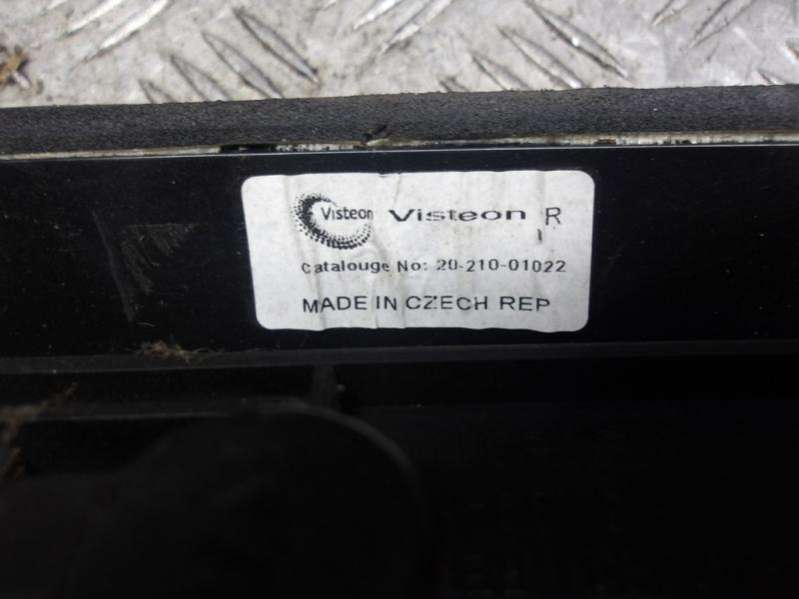 Visteon Visteon R
Catalouge No: 20-210-01022
MADE IN CZECH REP